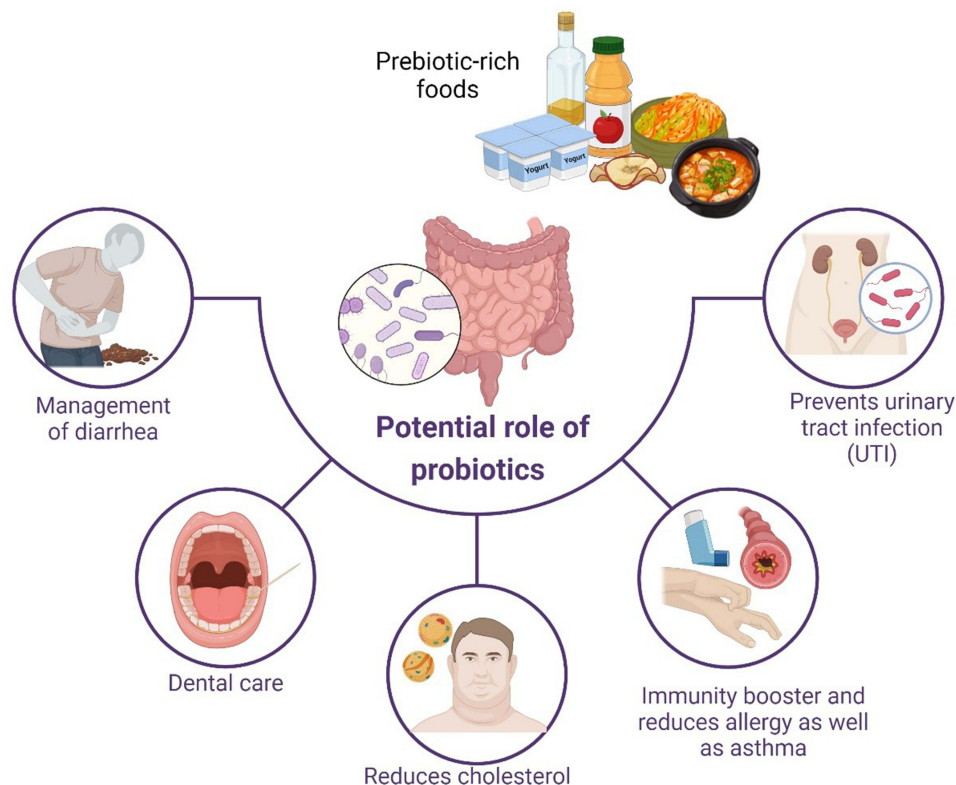 Prebiotic-rich
foods
Yogurt
Yogurt
Potential role of
probiotics
Management
of diarrhea
Dental care
Reduces cholesterol
Immunity booster and
reduces allergy as well
as asthma
Prevents urinary
tract infection
(UTI)